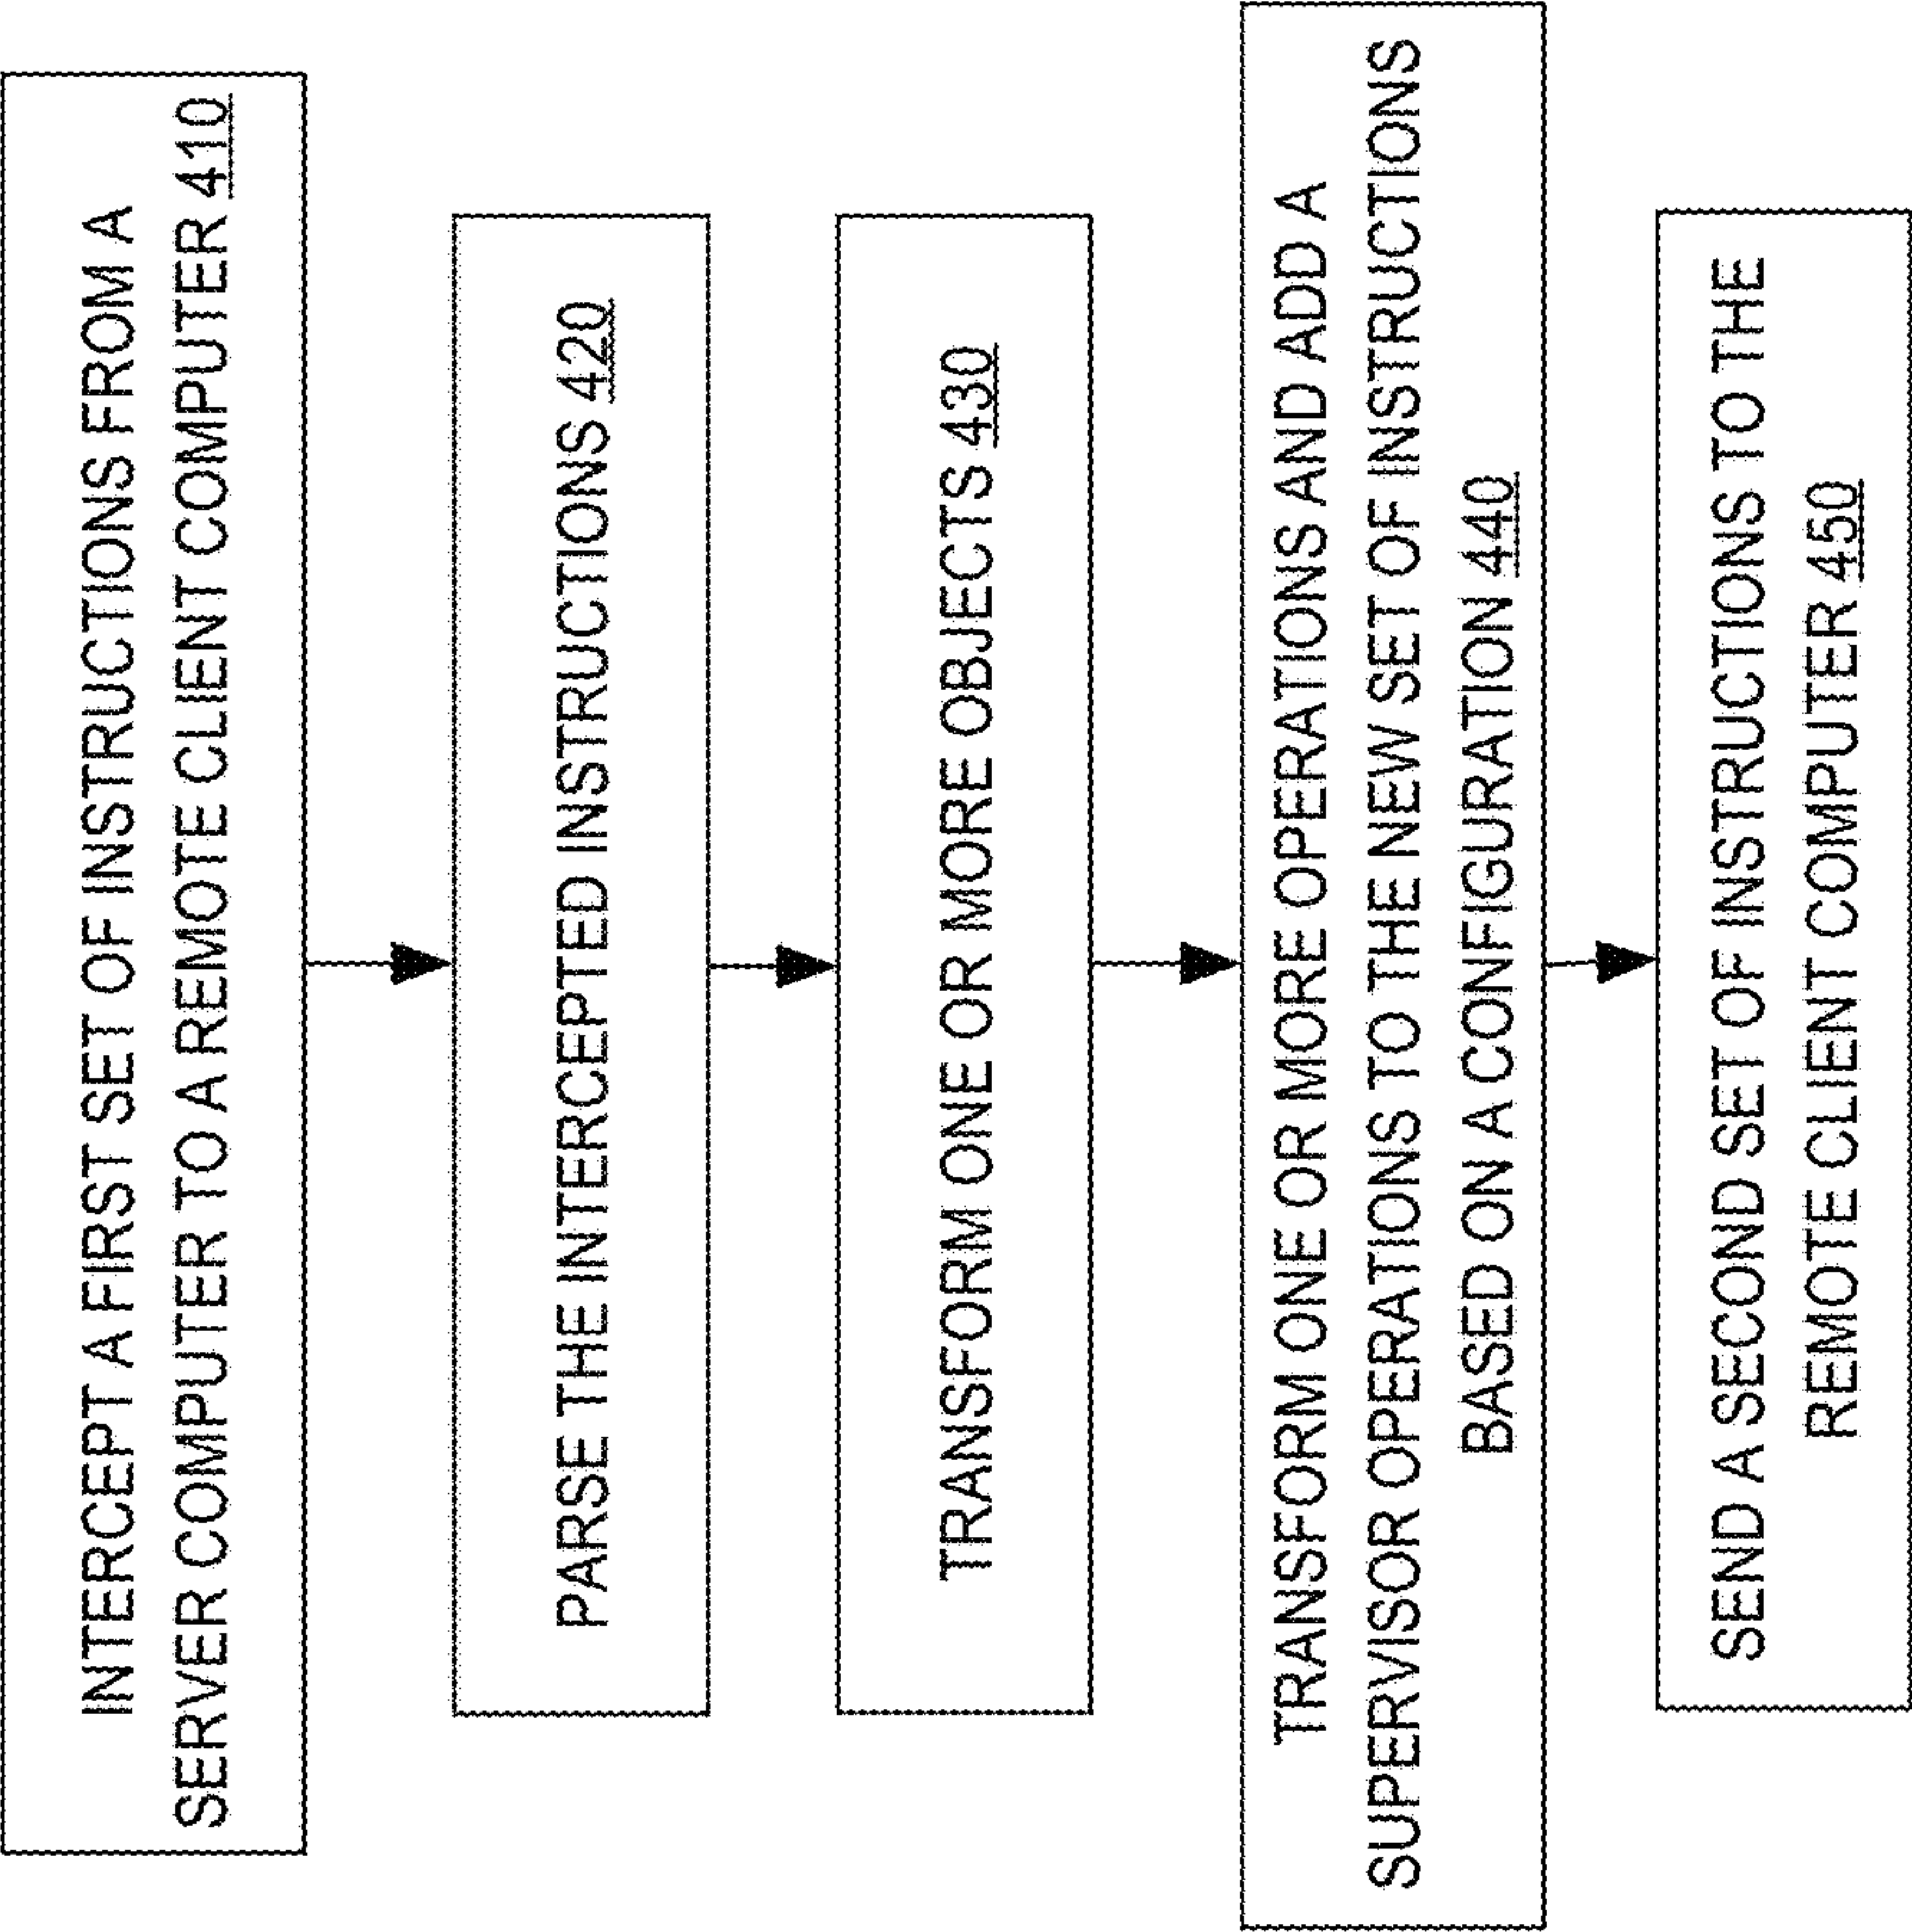 INTERCEPT A FIRST SET OF INSTRUCTIONS FROM A
SERVER COMPUTER TO A REMOTE CLIENT COMPUTER 410
PARSE THE INTERCEPTED INSTRUCTIONS 420
TRANSFORM ONE OR MORE OBJECTS 430
TRANSFORM ONE OR MORE OPERATIONS AND ADD A
SUPERVISOR OPERATIONS TO THE NEW SET OF INSTRUCTIONS
BASED ON A CONFIGURATION 440
SEND A SECOND SET OF INSTRUCTIONS TO THE
REMOTE CLIENT COMPUTER 450